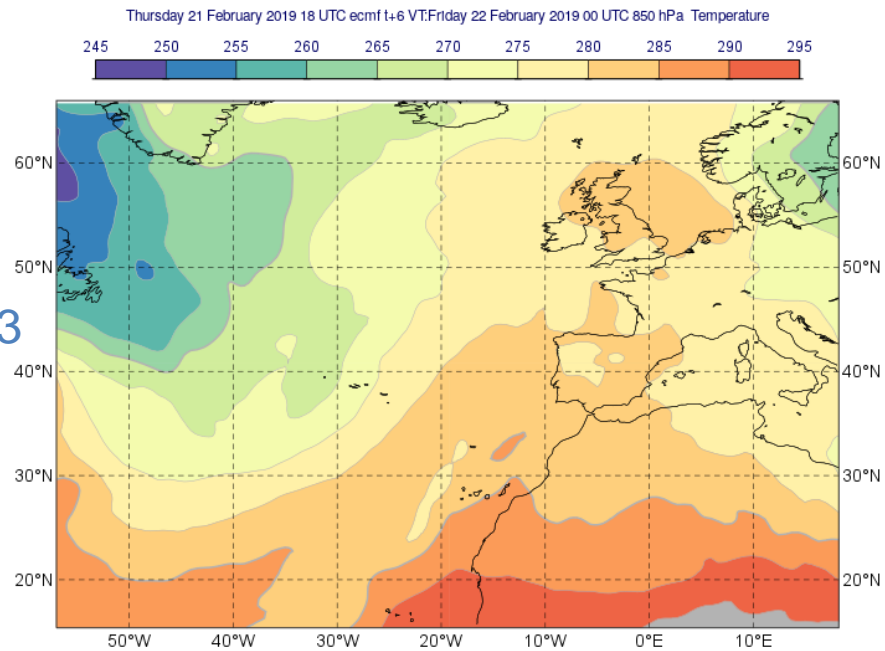 Thursday 21 February 2019 18 UTC ecmf t+6 VT:Friday 22 February 2019 00 UTC 850 hPa Temperature
245 250 255 260 265 270 275 280 285 290 295
60°N 60°N
50°N 50°N
3
40°N 40°N
30°N 30°N
20°N 20°N
50°W 40°W 30°W 20°W 10°W 0°E 10°E